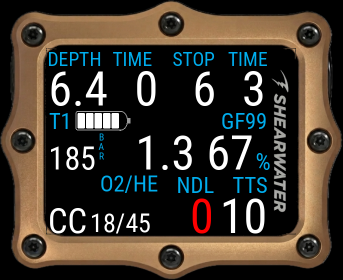 DEPTH TIME STOP TIME
6.4 0 6 3
T1 GF99
185 BAR 1.3 67%
O2/HE NDL TTS
CC 18/45 0 10
SHEARWATER